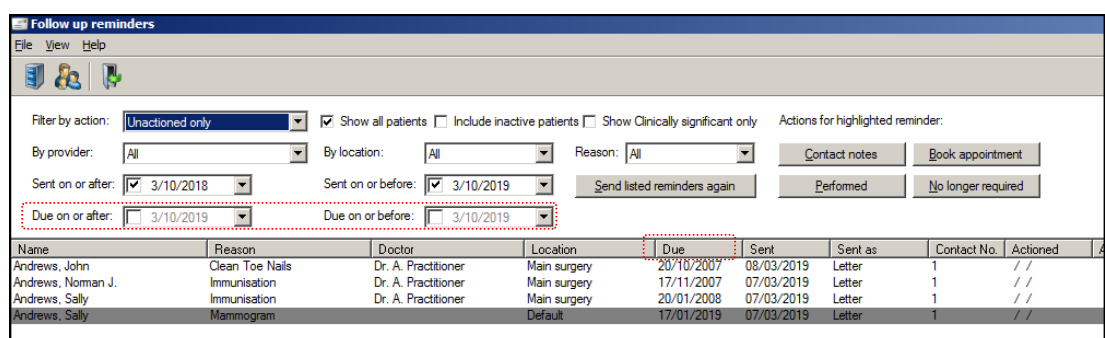 Follow up reminders
File View Help
Filter by action: Unactioned only Show all patients Include inactive patients Show Clinically significant only Actions for highlighted reminder:
By provider: All By location: All Reason: All Contact notes Book appointment
Sent on or after: 3/10/2018 Sent on or before: 3/10/2019 Send listed reminders again Performed No longer required
Due on or after: 3/10/2019 Due on or before: 3/10/2019
Name Reason Doctor Location Due Sent Sent as Contact No. Actioned A
Andrews, John Clean Toe Nails Dr. A. Practitioner Main surgery 20/10/2007 08/03/2019 Letter 1 / /
Andrews, Norman J. Immunisation Dr. A. Practitioner Main surgery 17/11/2007 07/03/2019 Letter 1 / /
Andrews, Sally Immunisation Dr. A. Practitioner Main surgery 20/01/2008 07/03/2019 Letter 1 / /
Andrews, Sally Mammogram Default 17/01/2019 07/03/2019 Letter 1 / /